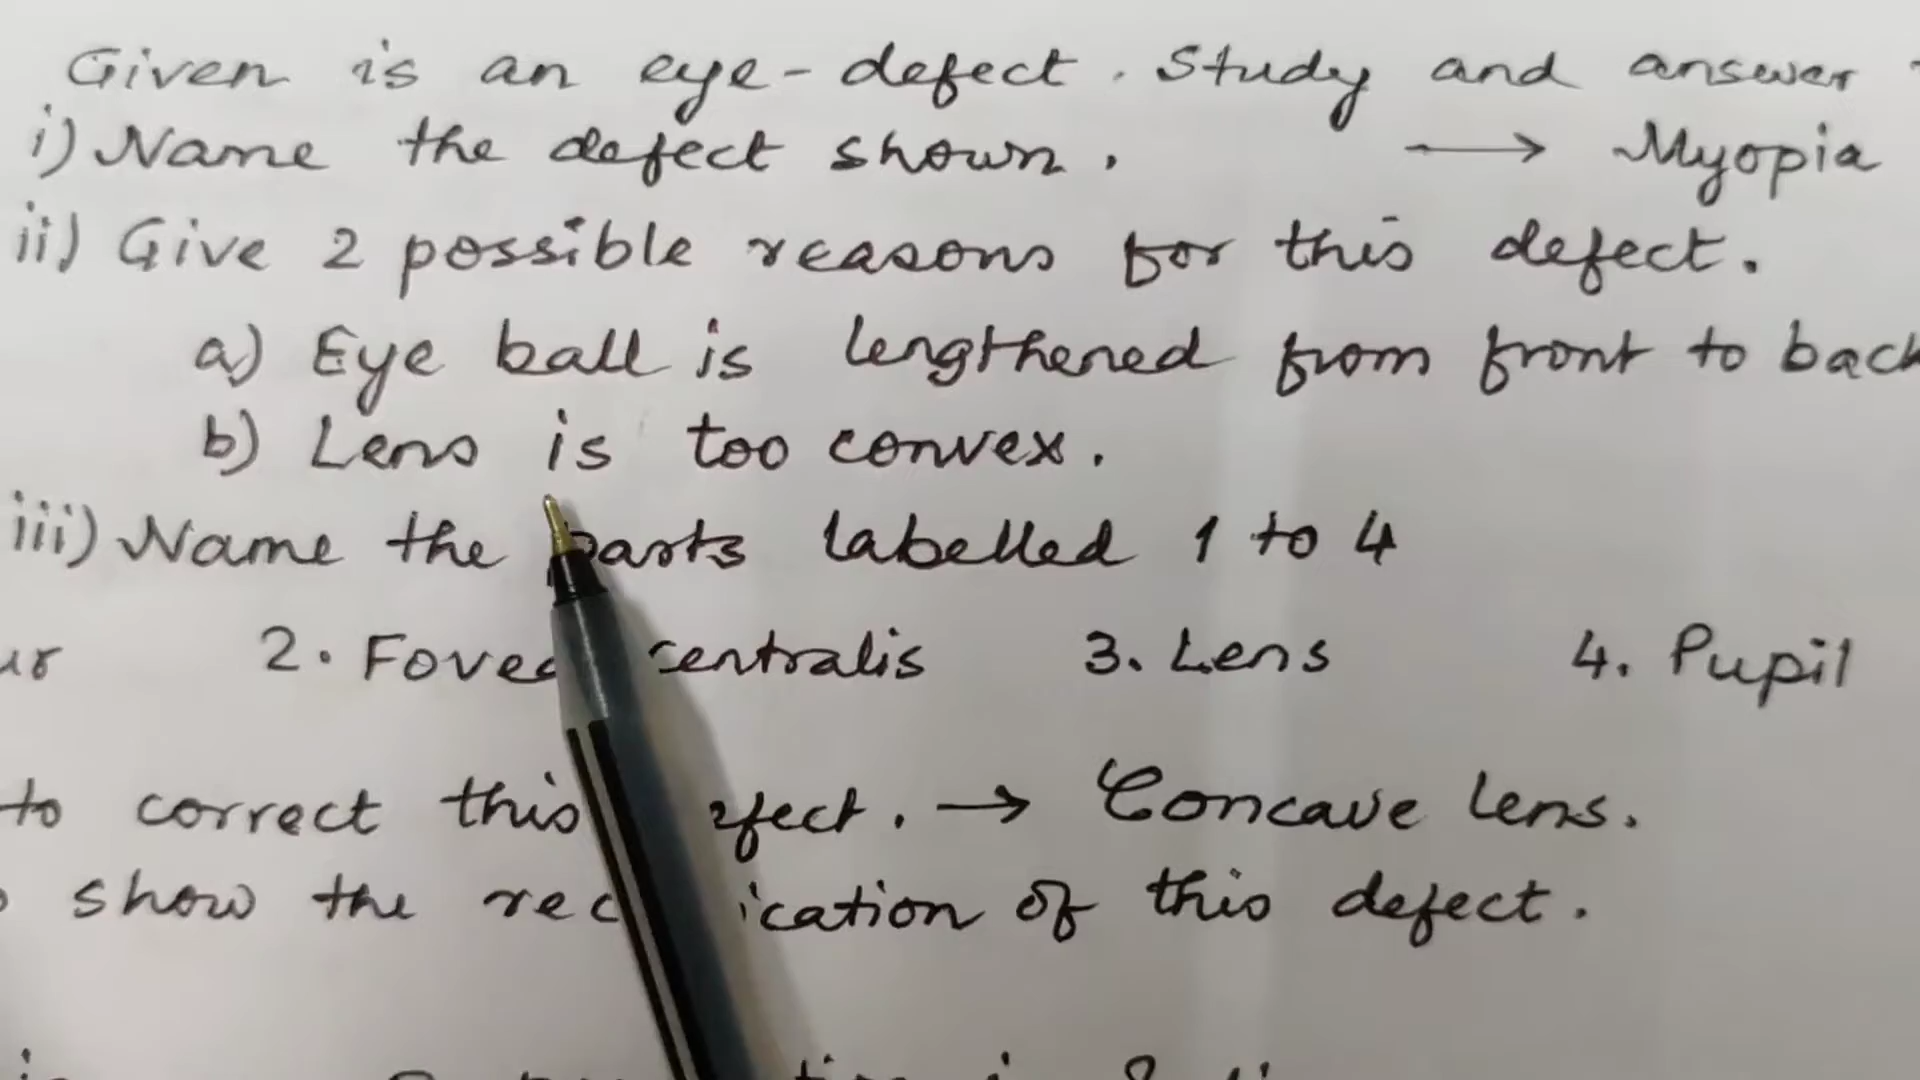 Given is an eye-defect. Study and answer
i) Name the defect shown. → Myopia
ii) Give 2 possible reasons for this defect.
a) Eye ball is lengthened from front to back
b) Lens is too convex.
iii) Name the parts labelled 1 to 4
2. Fovea centralis 3. Lens 4. Pupil
to correct this defect. → Concave lens.
show the rectification of this defect.